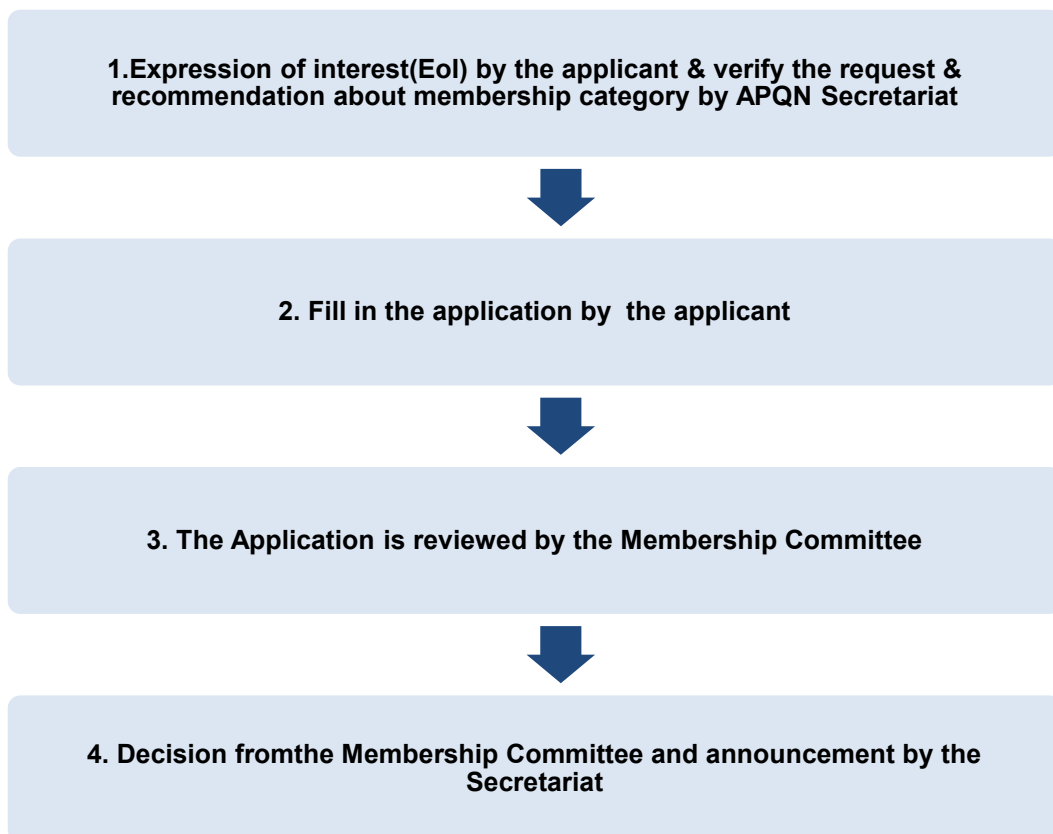 1.Expression of interest(EoI) by the applicant & verify the request &
recommendation about membership category by APQN Secretariat
2. Fill in the application by the applicant
3. The Application is reviewed by the Membership Committee
4. Decision fromthe Membership Committee and announcement by the
Secretariat